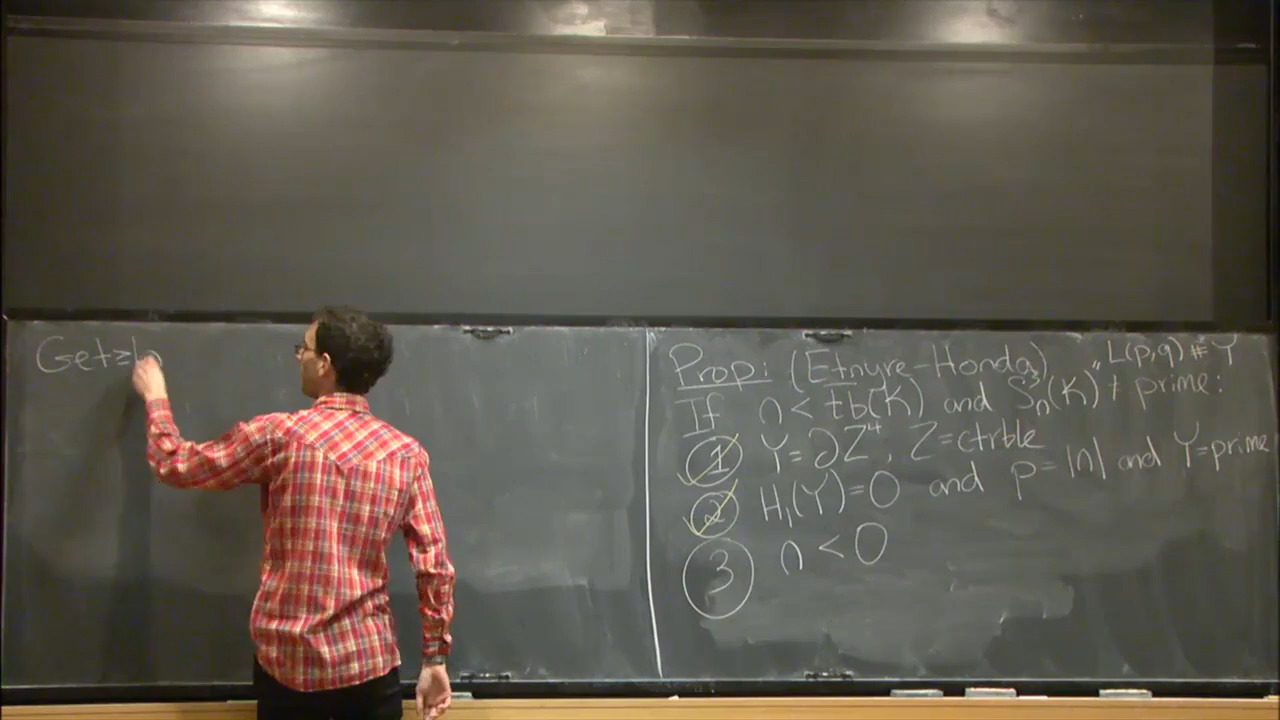 Get ≥ b
Prop: (Etnyre-Honda)
"L(p,q) # Y
If n < tb(K) and S³ₙ(K) ≠ prime:
① Y = ∂Z⁴, Z = ctrble
② H₁(Y) = 0 and p = |n| and Y = prime
③ n < 0